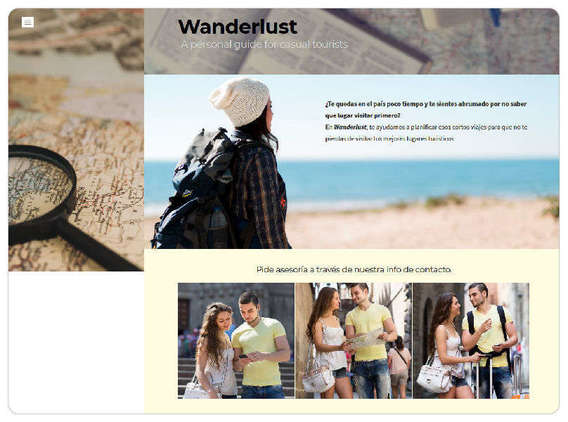 Wanderlust
A personal guide for casual tourists
¿Te quedas en el país poco tiempo y te sientes abrumado por no saber
que lugar visitar primero?
En Wanderlust, te ayudamos a planificar esos cortos viajes para que no te
pierdas de visitar tus mejores lugares turísticos.
Pide asesoría a través de nuestra info de contacto.